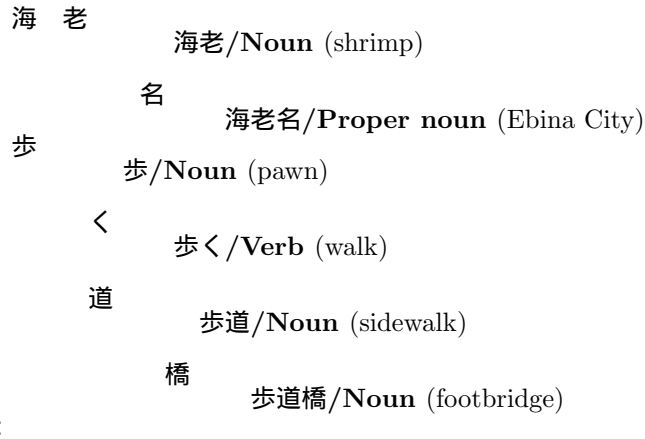 海 老
海老/Noun (shrimp)
名
海老名/Proper noun (Ebina City)
歩
歩/Noun (pawn)
く
歩く/Verb (walk)
道
歩道/Noun (sidewalk)
橋
歩道橋/Noun (footbridge)